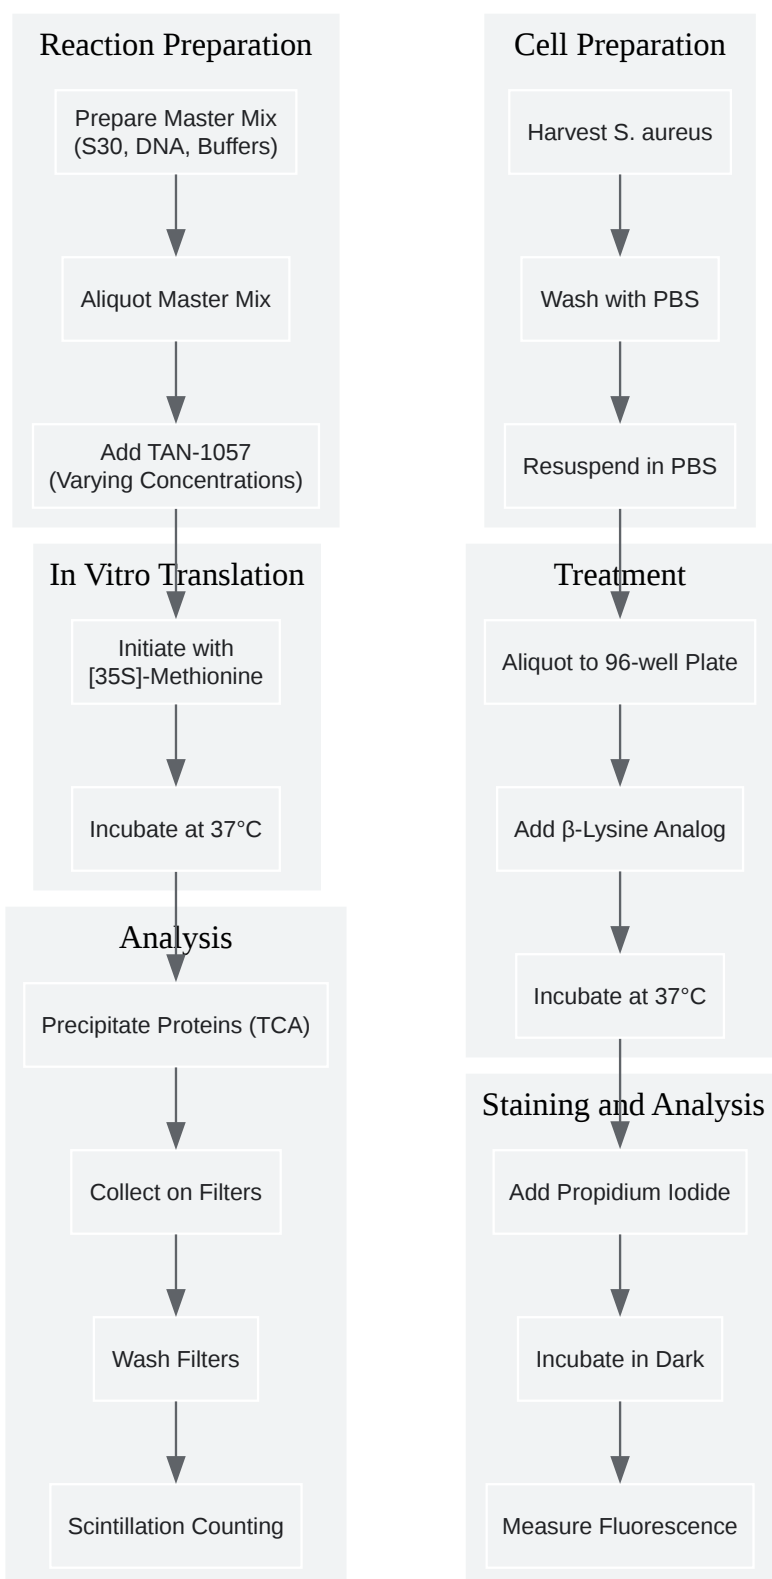 Reaction Preparation
Prepare Master Mix
(S30, DNA, Buffers)
Aliquot Master Mix
Add TAN-1057
(Varying Concentrations)
In Vitro Translation
Initiate with
[35S]-Methionine
Incubate at 37°C
Analysis
Precipitate Proteins (TCA)
Collect on Filters
Wash Filters
Scintillation Counting
Cell Preparation
Harvest S. aureus
Wash with PBS
Resuspend in PBS
Treatment
Aliquot to 96-well Plate
Add β-Lysine Analog
Incubate at 37°C
Staining and Analysis
Add Propidium Iodide
Incubate in Dark
Measure Fluorescence